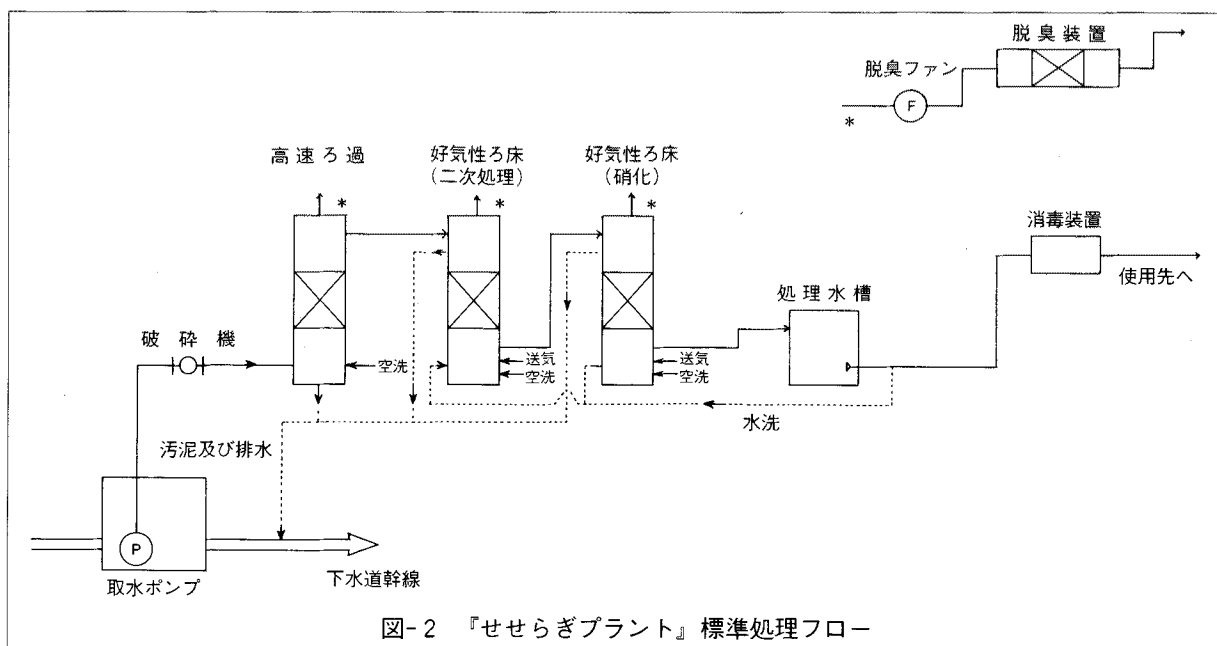 脱臭装置
脱臭ファン
F
*
高速ろ過
*
好気性ろ床
(二次処理)
*
好気性ろ床
(硝化)
*
消毒装置
使用先へ
処理水槽
破砕機
空洗
送気
空洗
送気
空洗
水洗
汚泥及び排水
P
取水ポンプ
下水道幹線
図-2 『せせらぎプラント』標準処理フロー